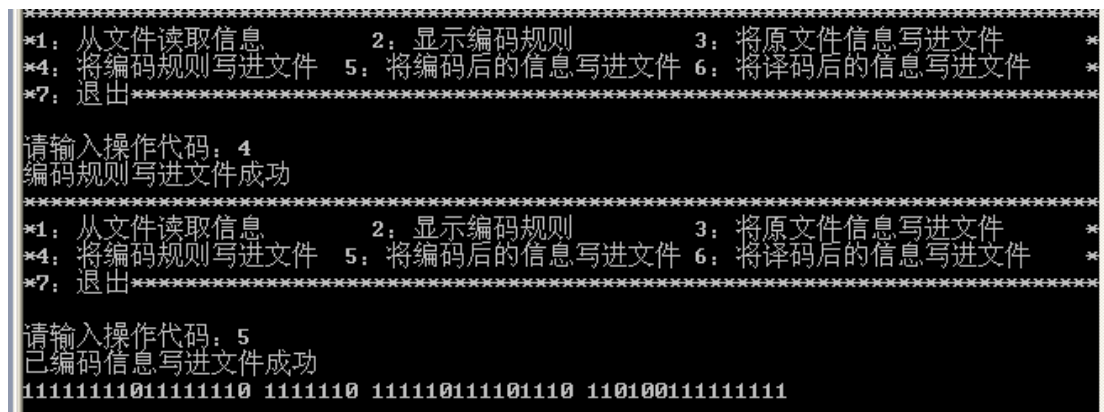 ********************************************************************************
*1：从文件读取信息 2：显示编码规则 3：将原文件信息写进文件 *
*4：将编码规则写进文件 5：将编码后的信息写进文件 6：将译码后的信息写进文件 *
*7：退出************************************************************************
请输入操作代码：4
编码规则写进文件成功
********************************************************************************
*1：从文件读取信息 2：显示编码规则 3：将原文件信息写进文件 *
*4：将编码规则写进文件 5：将编码后的信息写进文件 6：将译码后的信息写进文件 *
*7：退出************************************************************************
请输入操作代码：5
已编码信息写进文件成功
11111111011111110 1111110 111110111101110 110100111111111